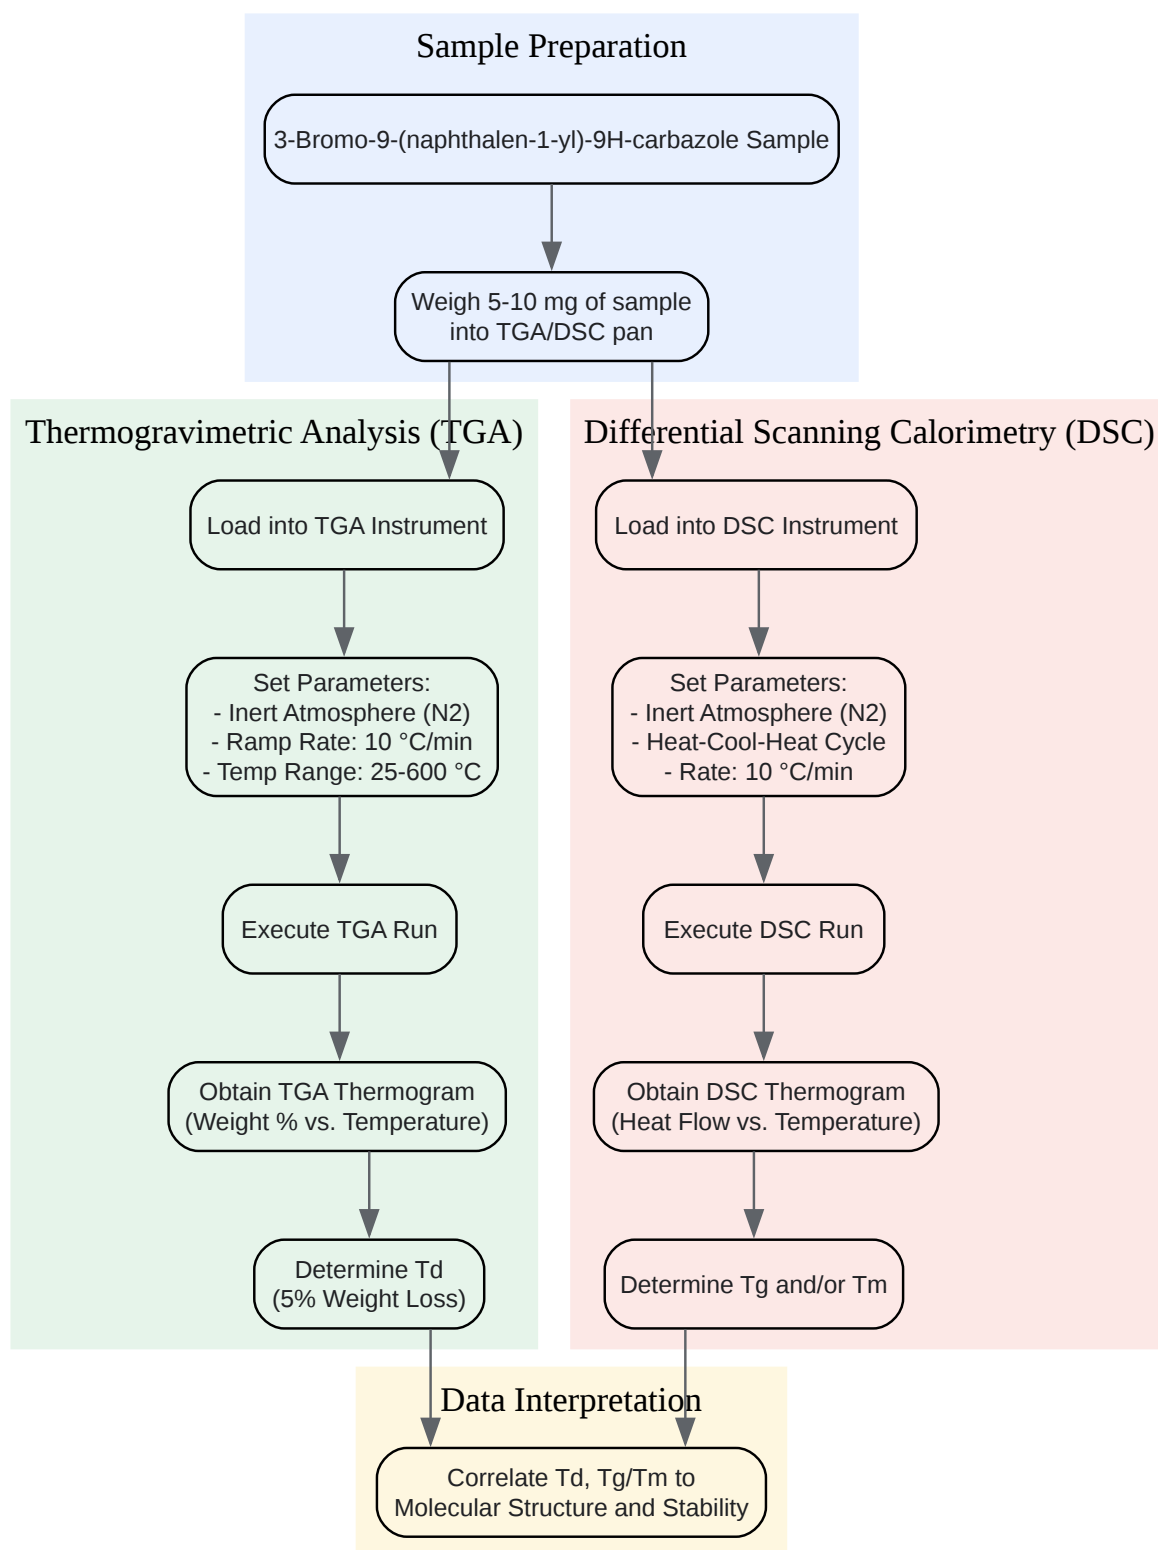 Sample Preparation
3-Bromo-9-(naphthalen-1-yl)-9H-carbazole Sample
Weigh 5-10 mg of sample
into TGA/DSC pan
Thermogravimetric Analysis (TGA)
Load into TGA Instrument
Set Parameters:
- Inert Atmosphere (N2)
- Ramp Rate: 10 °C/min
- Temp Range: 25-600 °C
Execute TGA Run
Obtain TGA Thermogram
(Weight % vs. Temperature)
Determine Td
(5% Weight Loss)
Differential Scanning Calorimetry (DSC)
Load into DSC Instrument
Set Parameters:
- Inert Atmosphere (N2)
- Heat-Cool-Heat Cycle
- Rate: 10 °C/min
Execute DSC Run
Obtain DSC Thermogram
(Heat Flow vs. Temperature)
Determine Tg and/or Tm
Data Interpretation
Correlate Td, Tg/Tm to
Molecular Structure and Stability